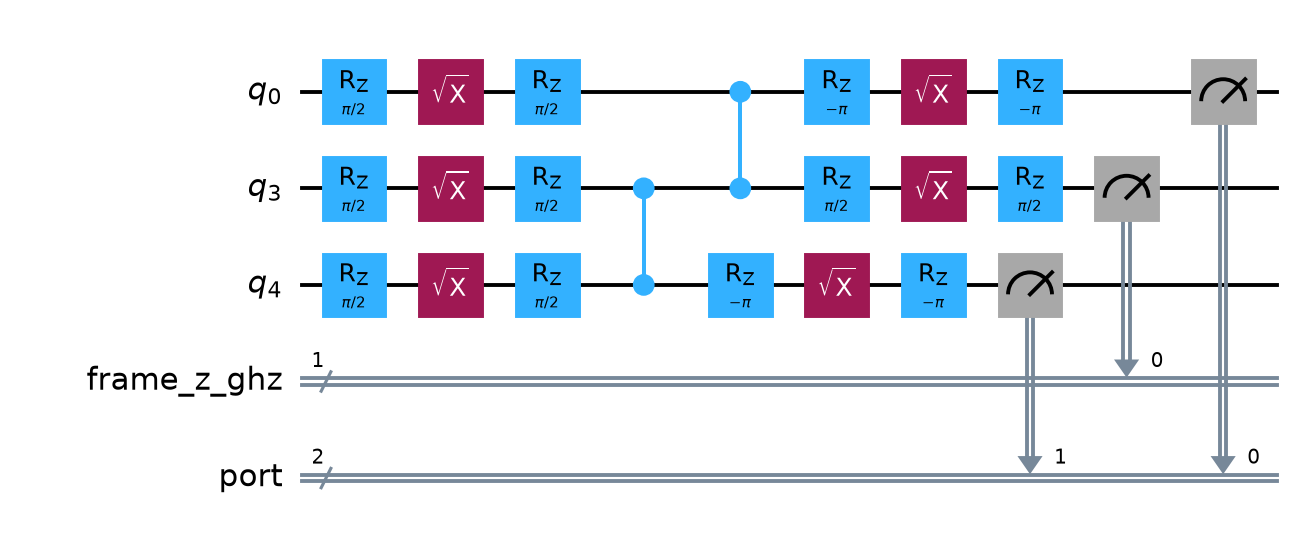 q0 RZ π/2 √X RZ π/2 RZ −π √X RZ −π
q3 RZ π/2 √X RZ π/2 RZ π/2 √X RZ π/2
q4 RZ π/2 √X RZ π/2 RZ −π √X RZ −π
frame_z_ghz 1 0
port 2 1 0